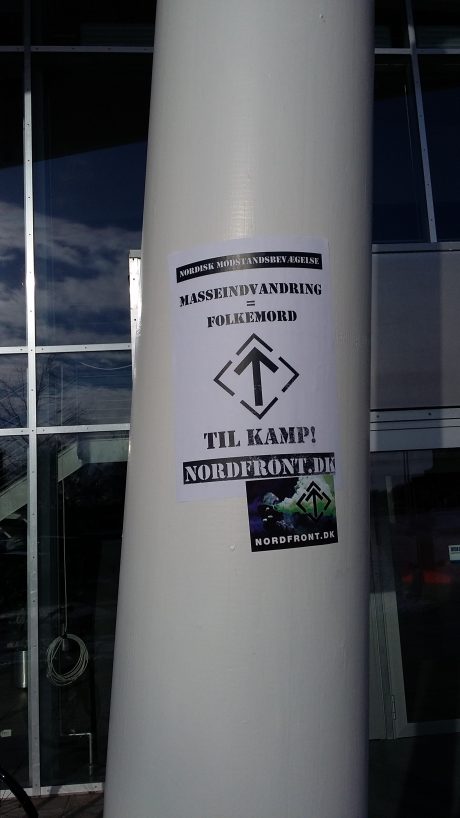 NORDISK MODSTANDSBEVÆGELSE
MASSEINDVANDRING
=
FOLKEMORD
TIL KAMP!
NORDFRONT.DK
NORDFRONT.DK